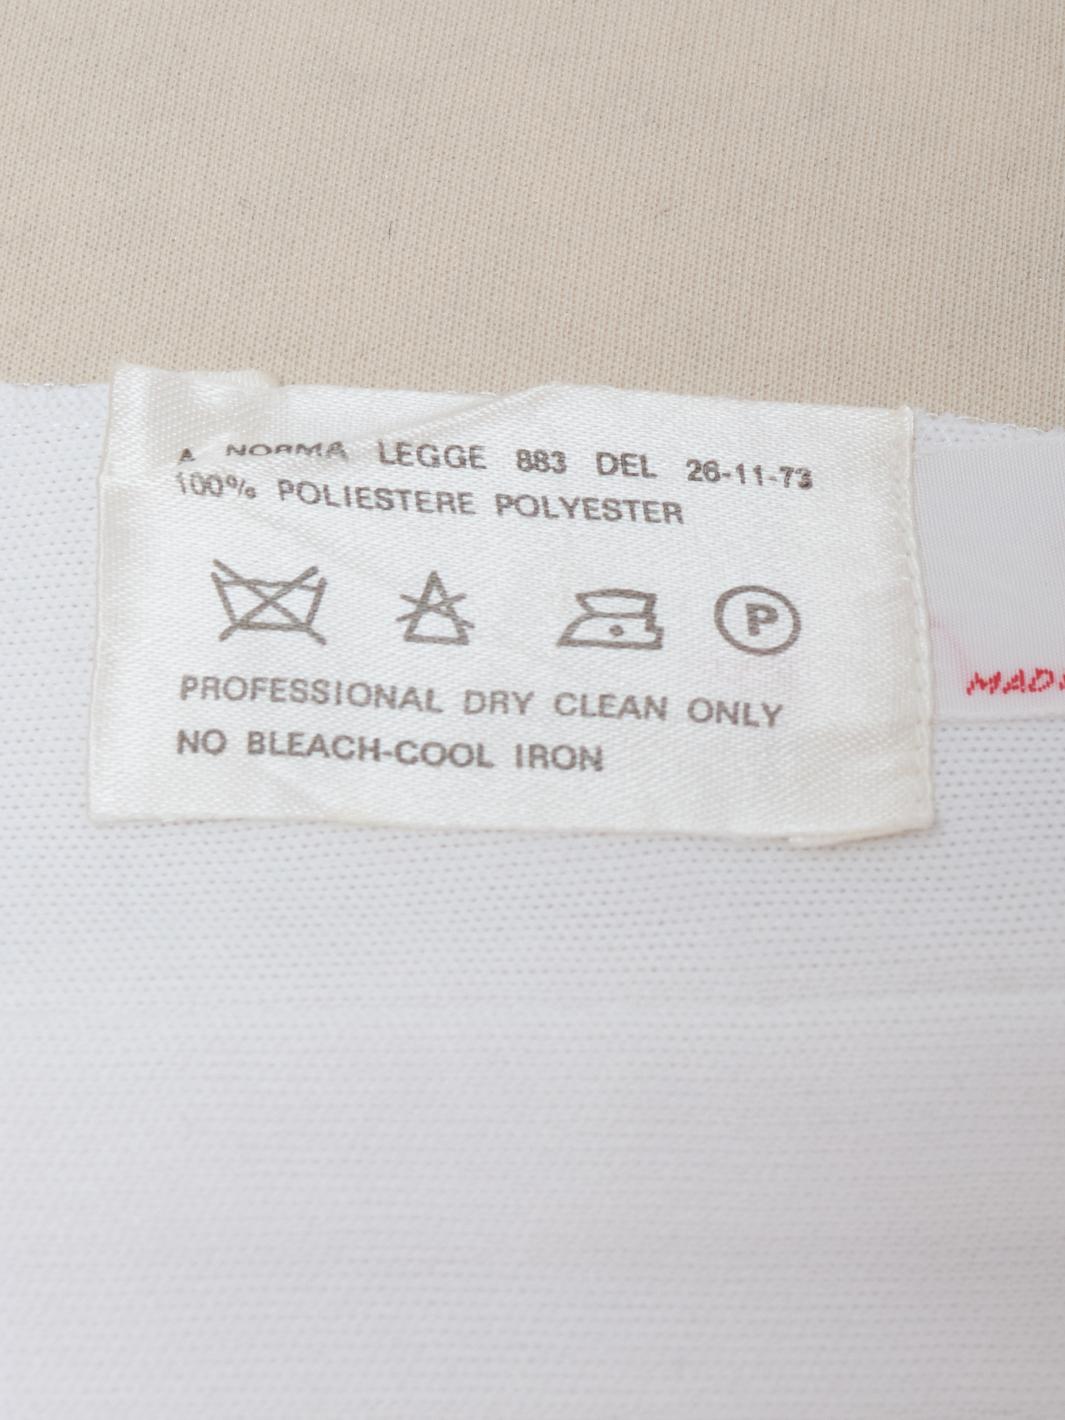 A NORMA LEGGE 883 DEL 26-11-73
100% POLIESTERE POLYESTER
P
PROFESSIONAL DRY CLEAN ONLY
NO BLEACH-COOL IRON